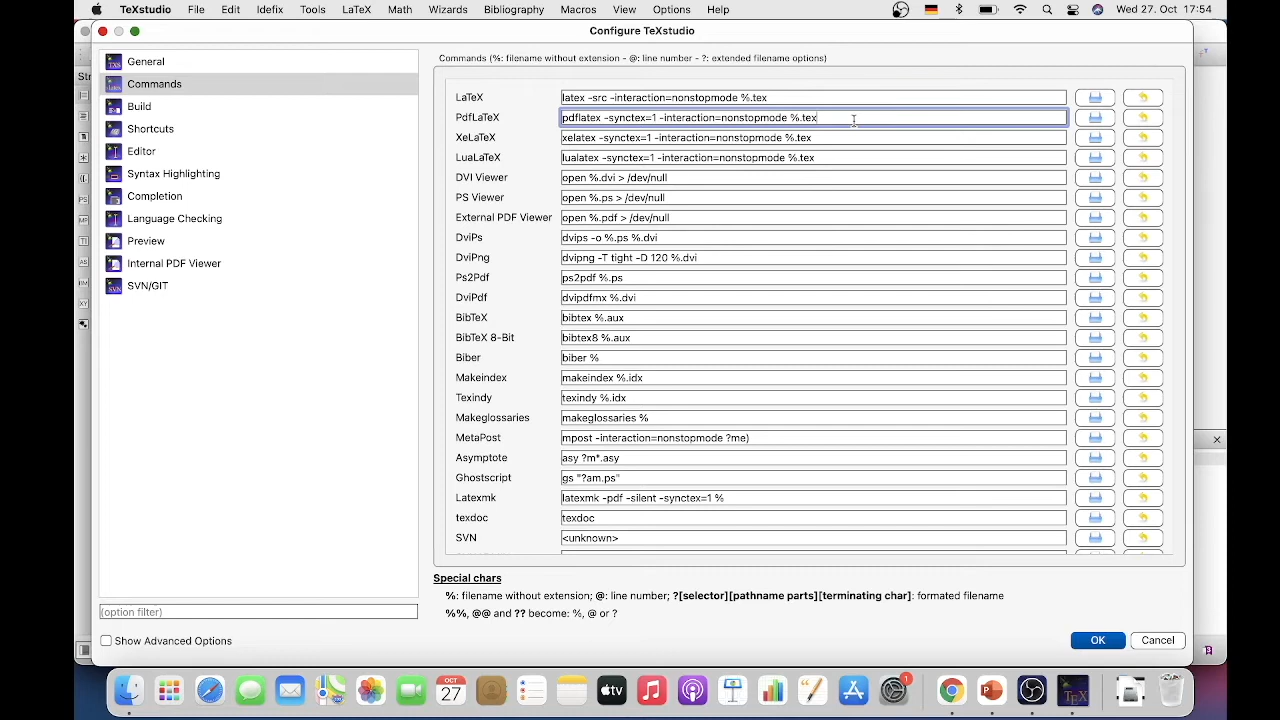 TeXstudio File Edit Idefix Tools LaTeX Math Wizards Bibliography Macros View Options Help Wed 27. Oct 17:54
Configure TeXstudio
Str
General
Commands
Build
Shortcuts
Editor
Syntax Highlighting
Completion
Language Checking
Preview
Internal PDF Viewer
SVN/GIT
(option filter)
Show Advanced Options
Commands (%: filename without extension - @: line number - ?: extended filename options)
LaTeX latex -src -interaction=nonstopmode %.tex
PdfLaTeX pdflatex -synctex=1 -interaction=nonstopmode %.tex
XeLaTeX xelatex -synctex=1 -interaction=nonstopmode %.tex
LuaLaTeX lualatex -synctex=1 -interaction=nonstopmode %.tex
DVI Viewer open %.dvi > /dev/null
PS Viewer open %.ps > /dev/null
External PDF Viewer open %.pdf > /dev/null
DviPs dvips -o %.ps %.dvi
DviPng dvipng -T tight -D 120 %.dvi
Ps2Pdf ps2pdf %.ps
DviPdf dvipdfmx %.dvi
BibTeX bibtex %.aux
BibTeX 8-Bit bibtex8 %.aux
Biber biber %
Makeindex makeindex %.idx
Texindy texindy %.idx
Makeglossaries makeglossaries %
MetaPost mpost -interaction=nonstopmode ?me)
Asymptote asy ?m*.asy
Ghostscript gs "?am.ps"
Latexmk latexmk -pdf -silent -synctex=1 %
texdoc texdoc
SVN <unknown>
Special chars
%: filename without extension; @: line number; ?[selector][pathname parts][terminating char]: formated filename
%%, @@ and ?? become: %, @ or ?
OK Cancel
OCT
27
tv
1
TEX